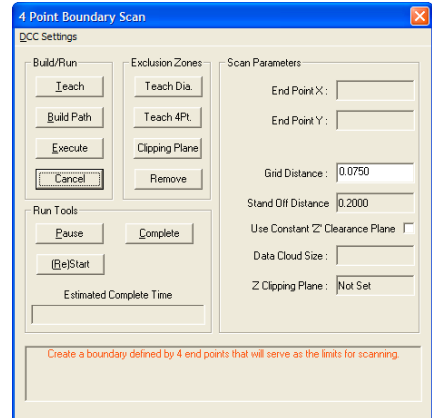 4 Point Boundary Scan
DCC Settings
Build/Run
Teach
Build Path
Execute
Cancel
Exclusion Zones
Teach Dia.
Teach 4Pt.
Clipping Plane
Remove
Scan Parameters
End Point X :
End Point Y :
Grid Distance : 0.0750
Stand Off Distance 0.2000
Use Constant 'Z' Clearance Plane
Data Cloud Size :
Z Clipping Plane : Not Set
Run Tools
Pause
Complete
(Re)Start
Estimated Complete Time
Create a boundary defined by 4 end points that will serve as the limits for scanning.